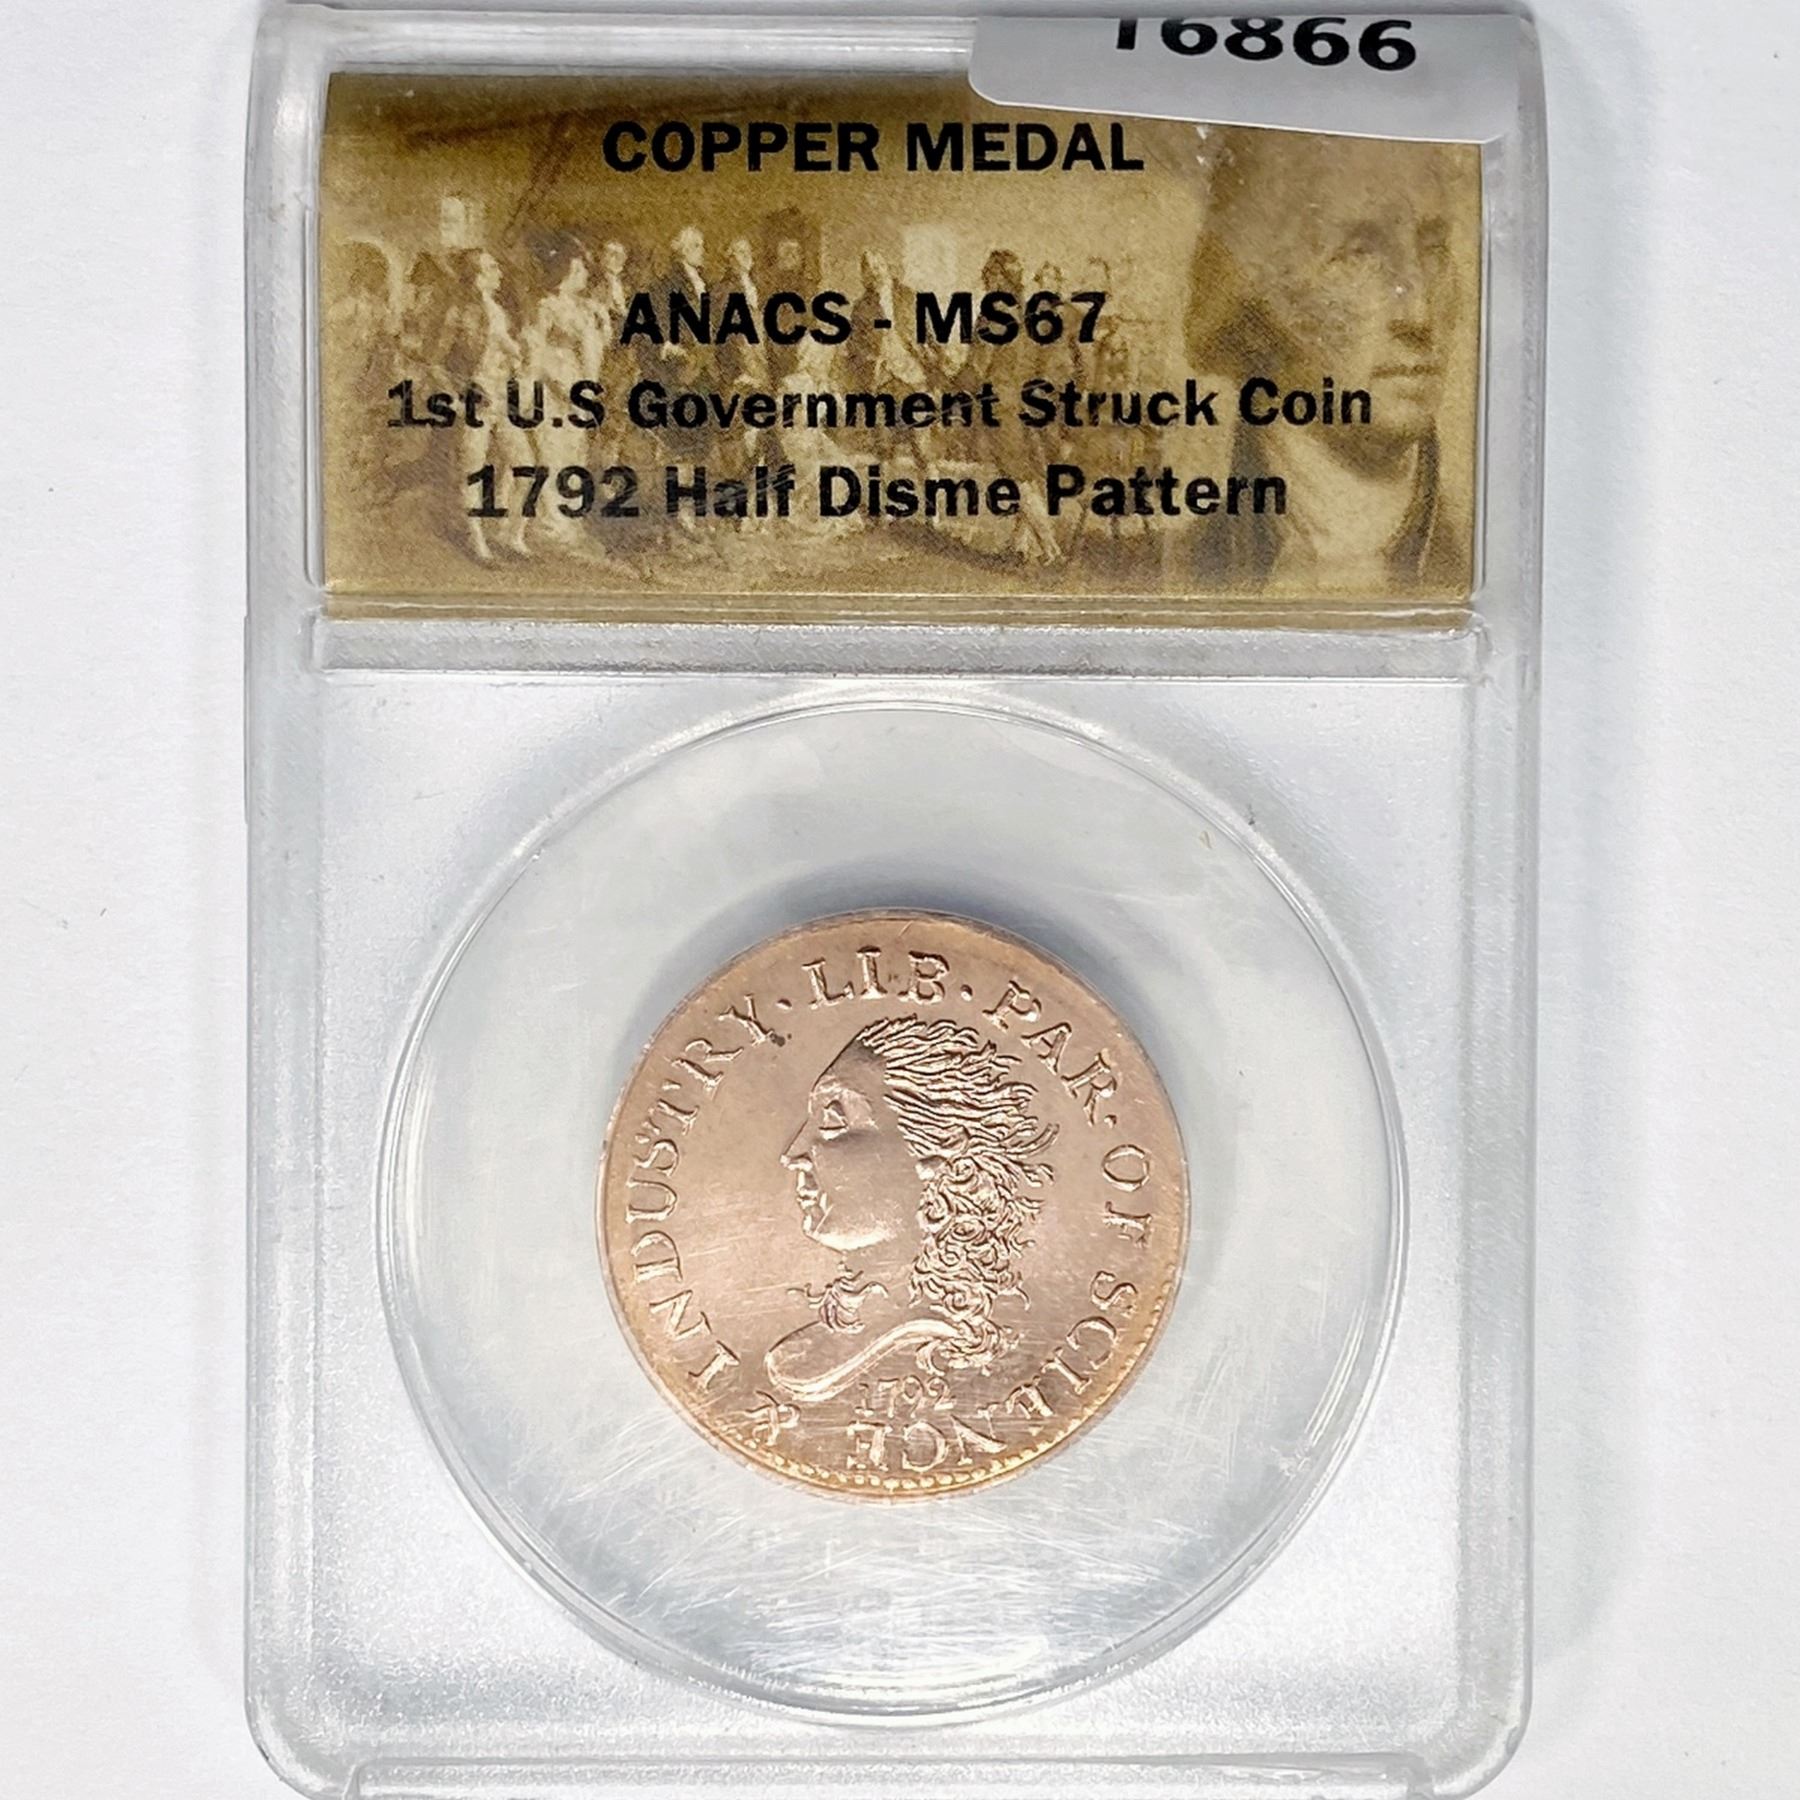 16866
COPPER MEDAL
ANACS - MS67
1st U.S Government Struck Coin
1792 Half Disme Pattern
LIB. PAR. OF SCIENCE & INDUSTRY.
1792